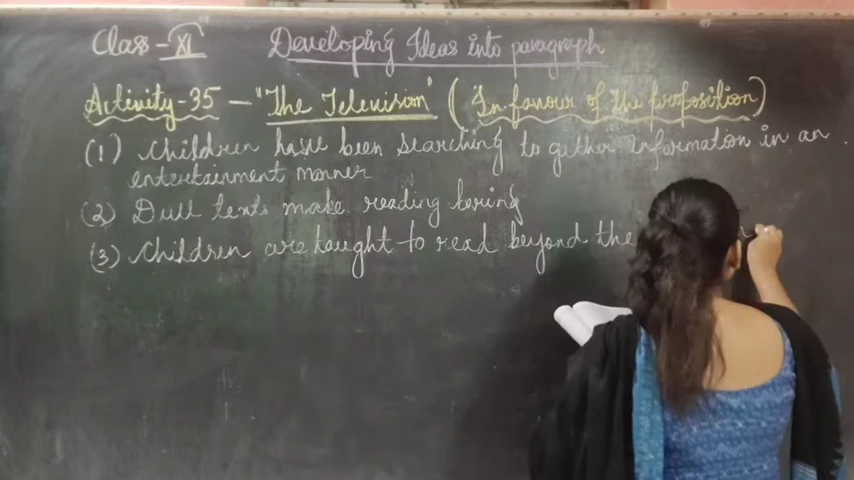 Class - XI Developing Ideas into paragraph
Activity-35 - "The Television" (In favour of the proposition)
(1) Children have been searching to gather information in an
entertainment manner
(2) Dull texts make reading boring
(3) Children are taught to read beyond the